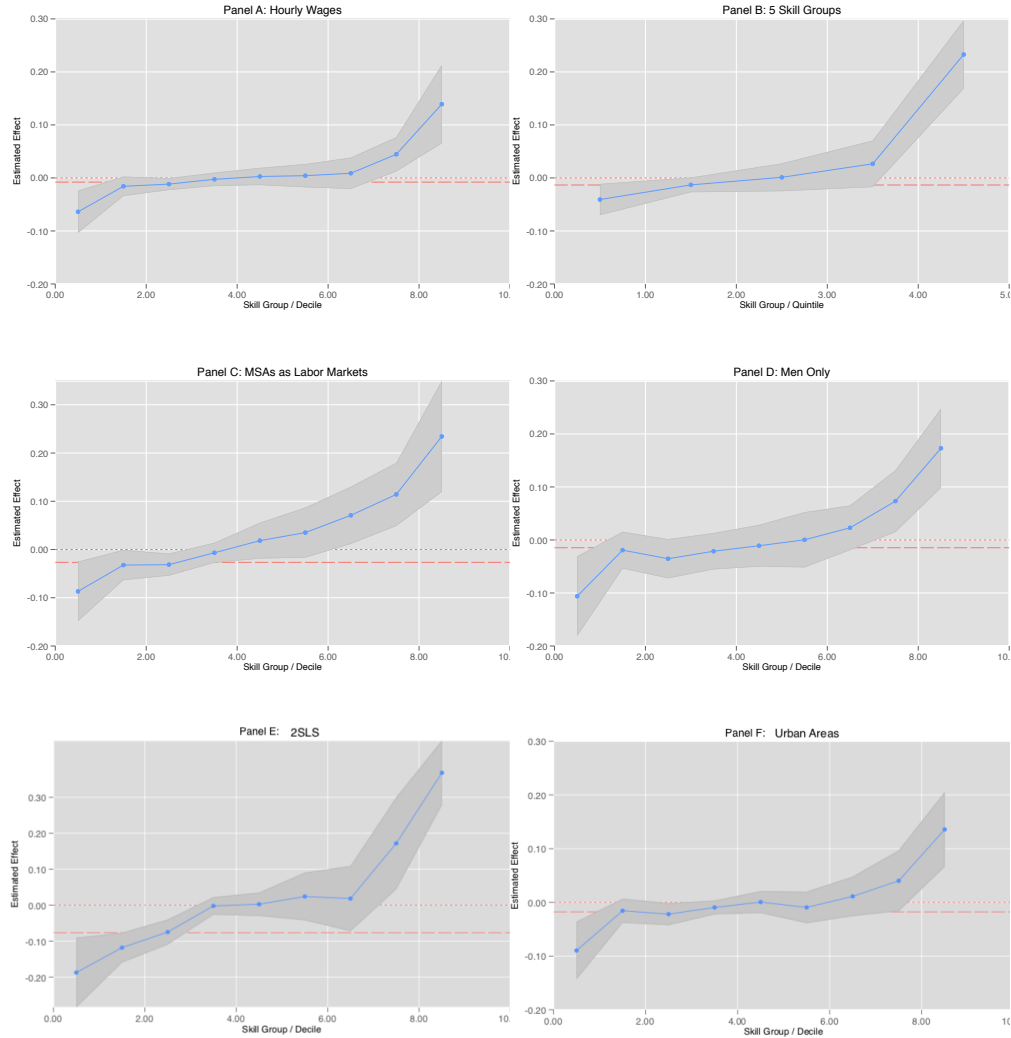 Panel A: Hourly Wages
0.30
0.20
0.10
0.00
-0.10
-0.20
Estimated Effect
0.00 2.00 4.00 6.00 8.00 10.
Skill Group / Decile
Panel B: 5 Skill Groups
0.30
0.20
0.10
0.00
-0.10
-0.20
Estimated Effect
0.00 1.00 2.00 3.00 4.00 5.0
Skill Group / Quintile
Panel C: MSAs as Labor Markets
0.30
0.20
0.10
0.00
-0.10
-0.20
Estimated Effect
0.00 2.00 4.00 6.00 8.00 10.
Skill Group / Decile
Panel D: Men Only
0.30
0.20
0.10
0.00
-0.10
-0.20
Estimated Effect
0.00 2.00 4.00 6.00 8.00 10.
Skill Group / Decile
Panel E: 2SLS
0.30
0.20
0.10
0.00
-0.10
-0.20
Estimated Effect
0.00 2.00 4.00 6.00 8.00 10.
Skill Group / Decile
Panel F: Urban Areas
0.30
0.20
0.10
0.00
-0.10
-0.20
Estimated Effect
0.00 2.00 4.00 6.00 8.00 10.
Skill Group / Decile